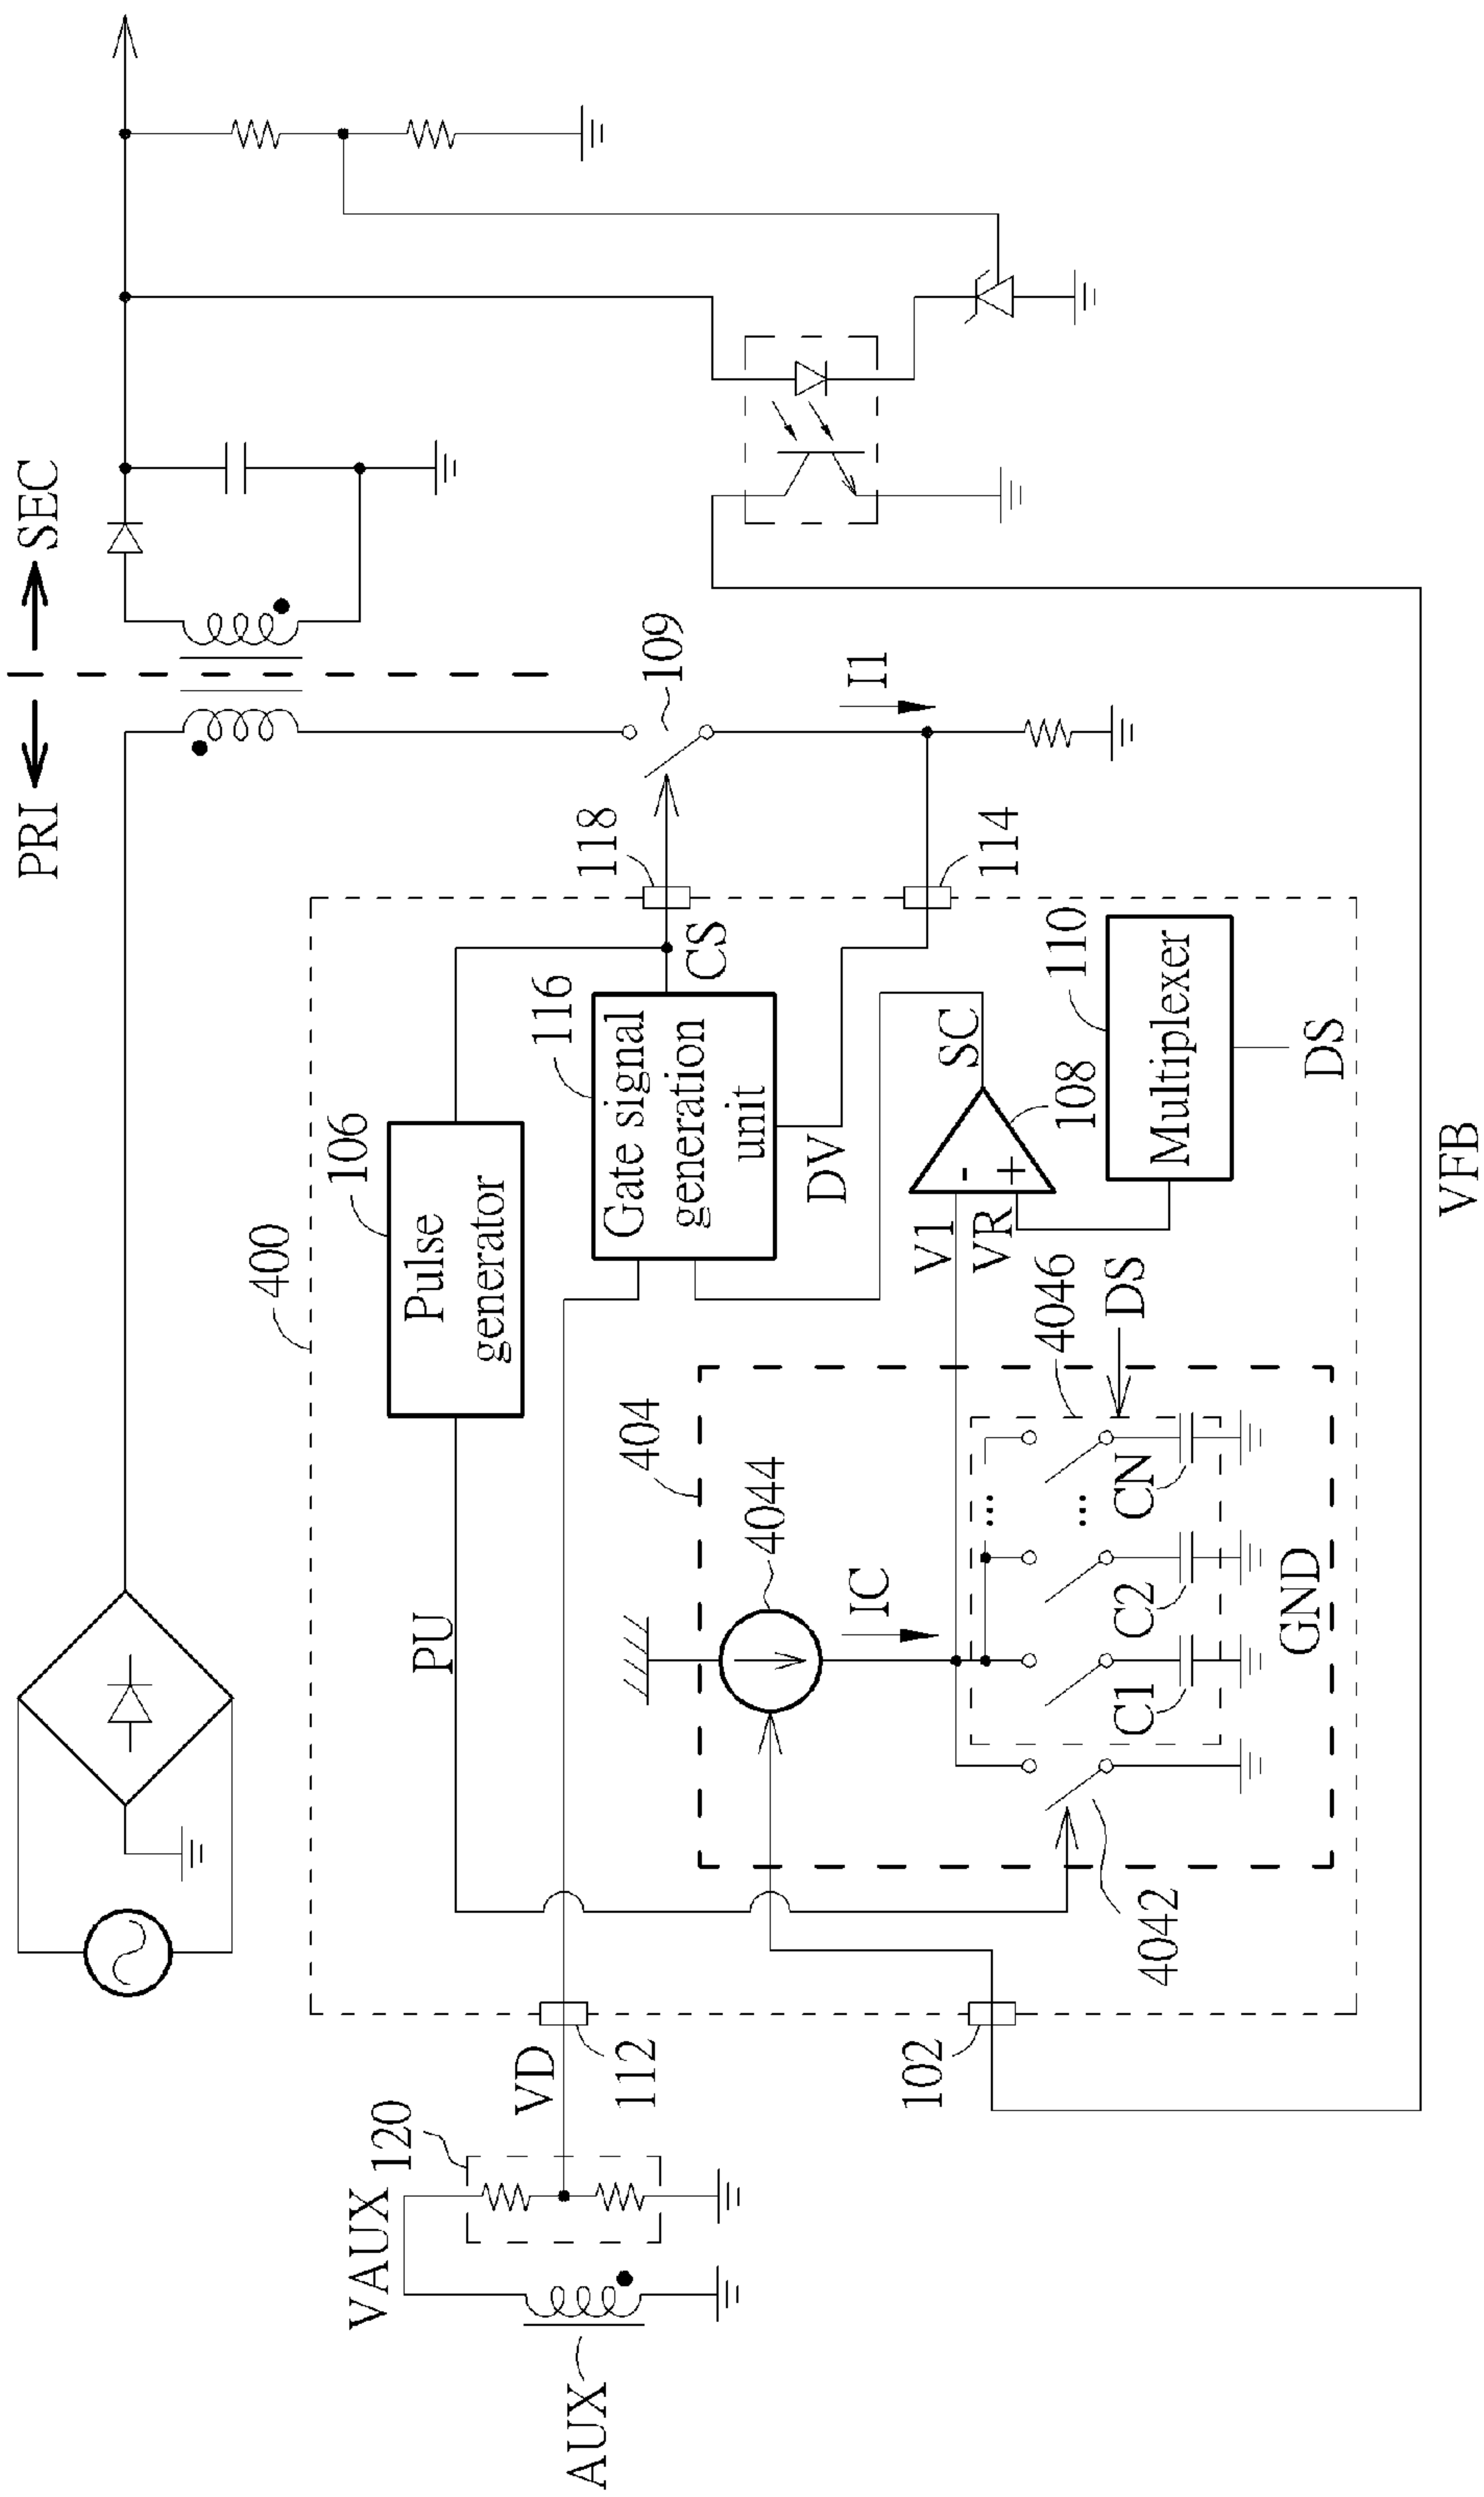 PRI
SEC
400
106
Pulse
generator
116
Gate signal
generation
unit
118
109
CS
PU
VAUX
120
VD
112
AUX
404
4044
IC
DV
SC
I1
114
V1
VR
108
110
Multiplexer
DS
4046
DS
C1
C2
CN
...
...
GND
4042
102
VFB
-
+